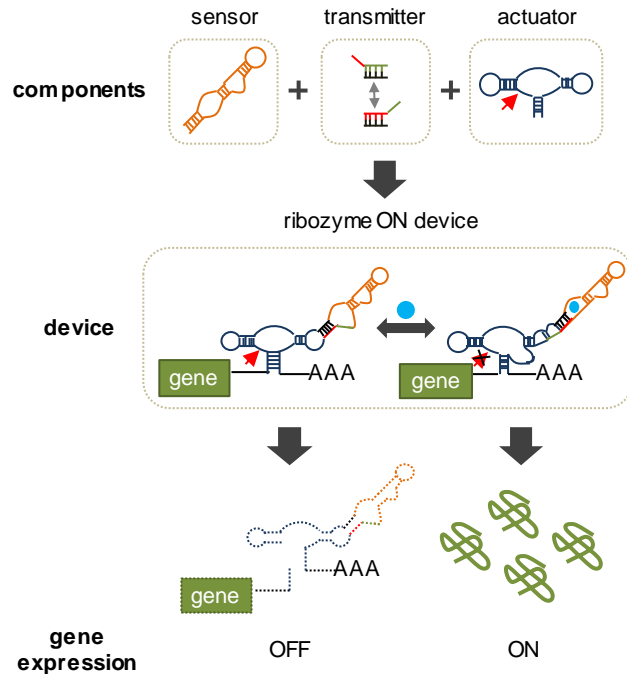 sensor transmitter actuator
components + +
ribozyme ON device
device
gene AAA gene AAA
gene AAA
gene OFF ON
expression